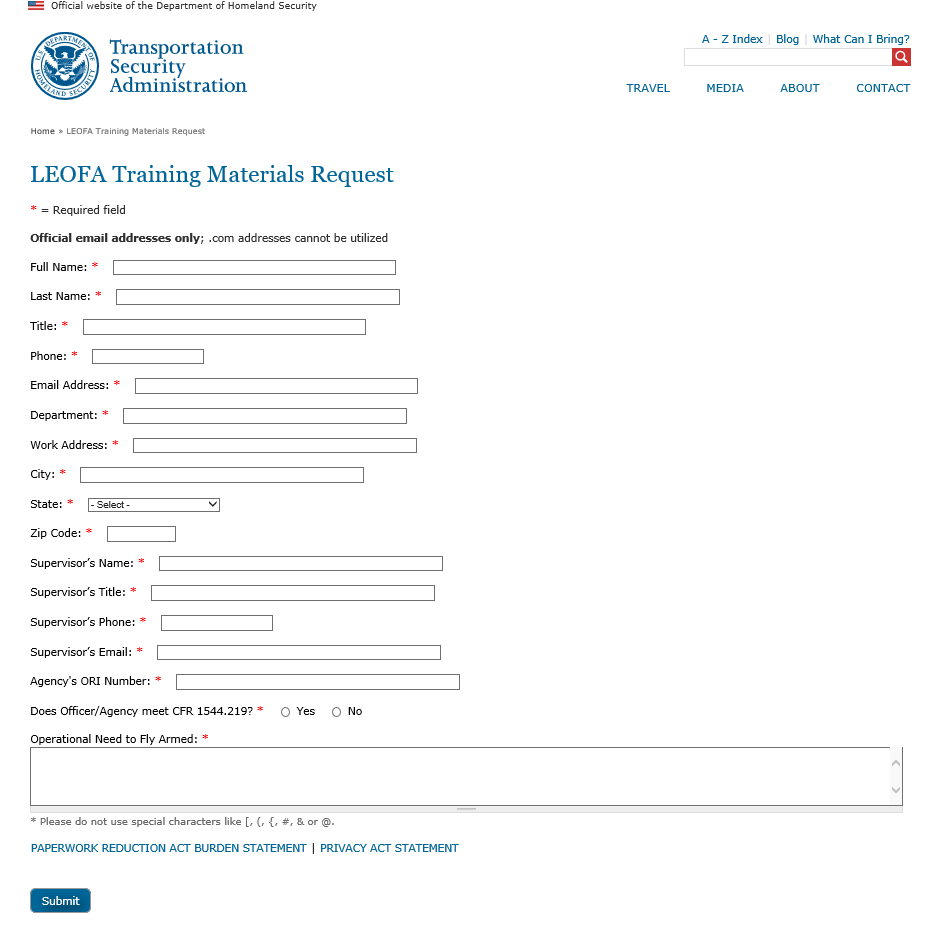 Official website of the Department of Homeland Security
U.S. DEPARTMENT OF HOMELAND SECURITY
Transportation
Security
Administration
A - Z Index | Blog | What Can I Bring?
TRAVEL MEDIA ABOUT CONTACT
Home » LEOFA Training Materials Request
LEOFA Training Materials Request
* = Required field
Official email addresses only; .com addresses cannot be utilized
Full Name: *
Last Name: *
Title: *
Phone: *
Email Address: *
Department: *
Work Address: *
City: *
State: * - Select -
Zip Code: *
Supervisor’s Name: *
Supervisor’s Title: *
Supervisor’s Phone: *
Supervisor’s Email: *
Agency's ORI Number: *
Does Officer/Agency meet CFR 1544.219? * Yes No
Operational Need to Fly Armed: *
* Please do not use special characters like [, (, {, #, & or @.
PAPERWORK REDUCTION ACT BURDEN STATEMENT | PRIVACY ACT STATEMENT
Submit